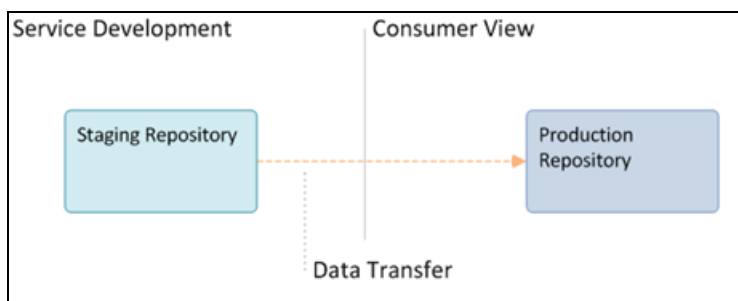 Service Development
Consumer View
Staging Repository
Production
Repository
Data Transfer